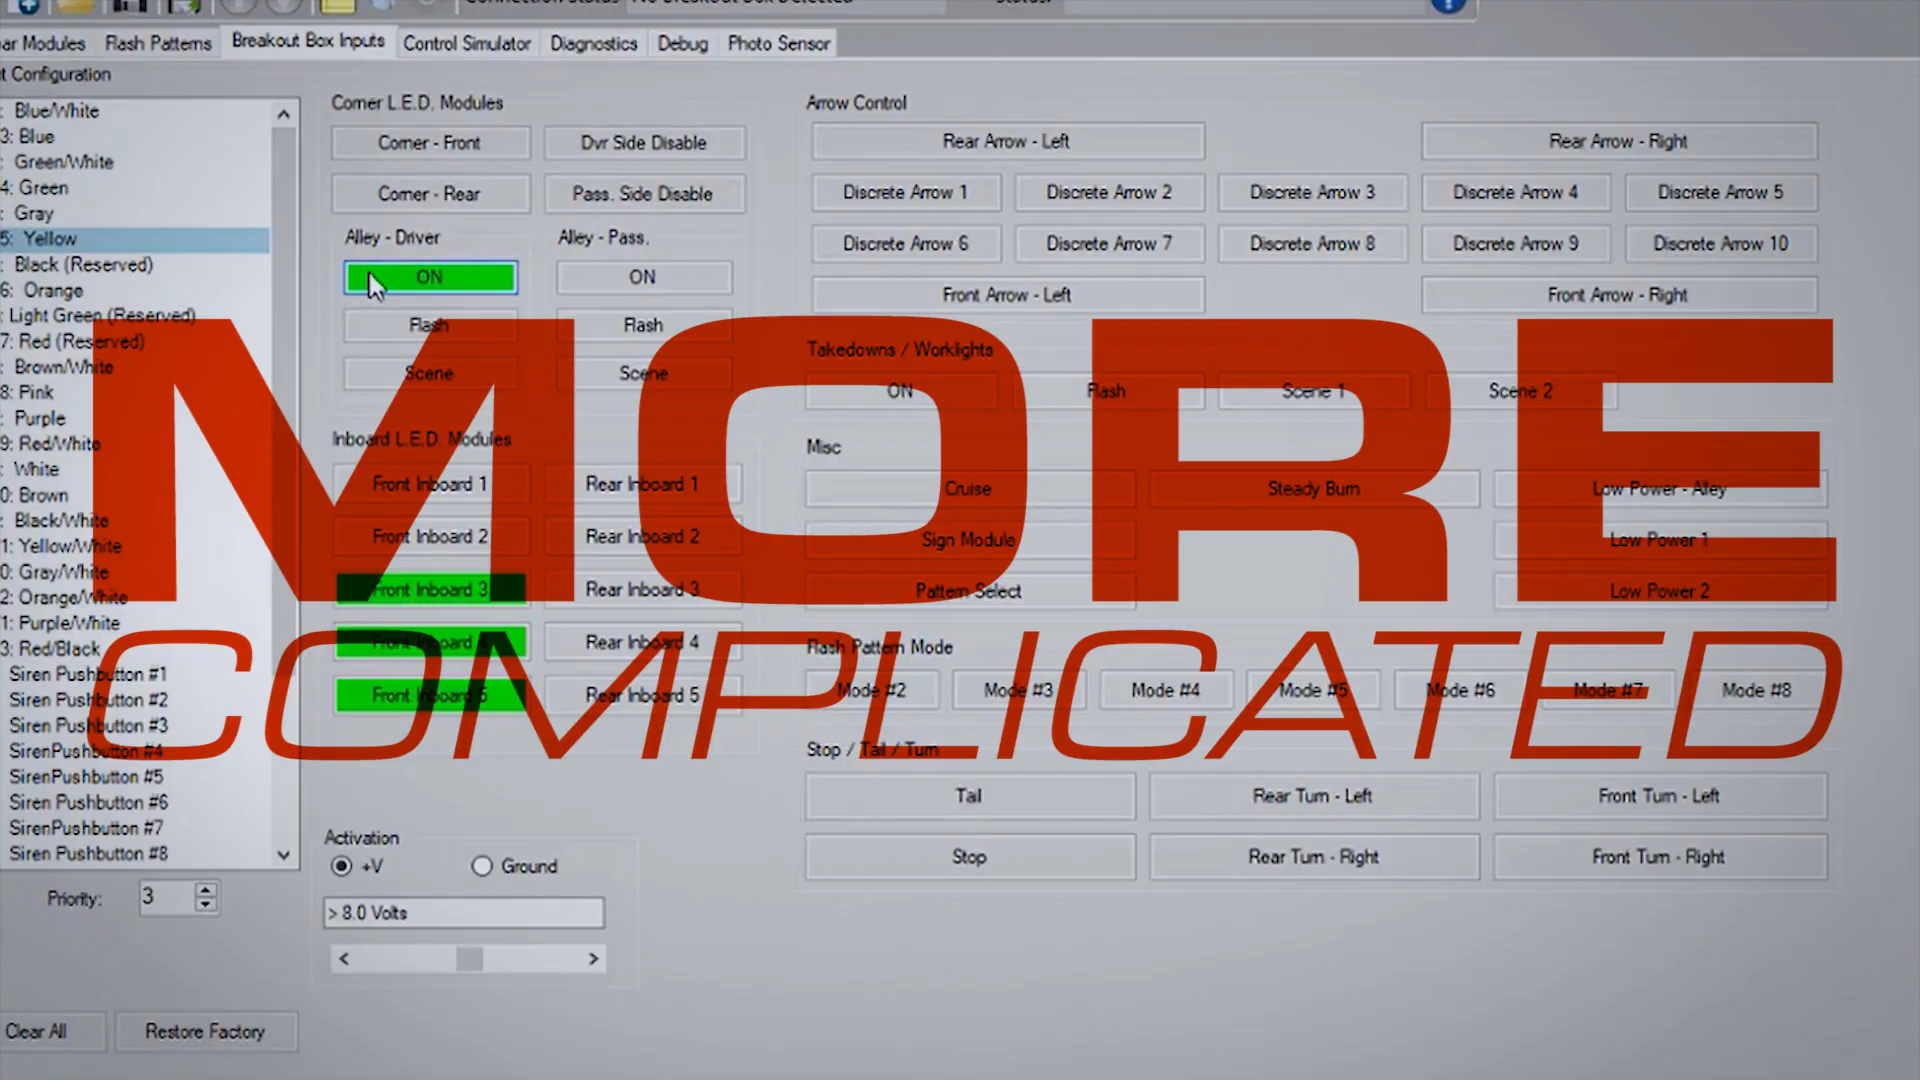 Connection Status No Breakout Box Detected Status:
ar Modules Flash Patterns Breakout Box Inputs Control Simulator Diagnostics Debug Photo Sensor
t Configuration
: Blue/White
3: Blue
: Green/White
4: Green
: Gray
5: Yellow
: Black (Reserved)
6: Orange
: Light Green (Reserved)
7: Red (Reserved)
: Brown/White
8: Pink
: Purple
9: Red/White
: White
0: Brown
: Black/White
1: Yellow/White
0: Gray/White
2: Orange/White
1: Purple/White
3: Red/Black
Siren Pushbutton #1
Siren Pushbutton #2
Siren Pushbutton #3
SirenPushbutton #4
SirenPushbutton #5
Siren Pushbutton #6
SirenPushbutton #7
Siren Pushbutton #8
Priority: 3
Clear All Restore Factory
Corner L.E.D. Modules
Corner - Front Dvr Side Disable
Corner - Rear Pass. Side Disable
Alley - Driver Alley - Pass.
ON ON
Flash Flash
Scene Scene
Inboard L.E.D. Modules
Front Inboard 1 Rear Inboard 1
Front Inboard 2 Rear Inboard 2
Front Inboard 3 Rear Inboard 3
Front Inboard 4 Rear Inboard 4
Front Inboard 5 Rear Inboard 5
Activation
+V Ground
> 8.0 Volts
Arrow Control
Rear Arrow - Left Rear Arrow - Right
Discrete Arrow 1 Discrete Arrow 2 Discrete Arrow 3 Discrete Arrow 4 Discrete Arrow 5
Discrete Arrow 6 Discrete Arrow 7 Discrete Arrow 8 Discrete Arrow 9 Discrete Arrow 10
Front Arrow - Left Front Arrow - Right
Takedowns / Worklights
ON Flash Scene 1 Scene 2
Misc
Cruise Steady Burn Low Power - Alley
Sign Module Low Power 1
Pattern Select Low Power 2
Flash Pattern Mode
Mode #2 Mode #3 Mode #4 Mode #5 Mode #6 Mode #7 Mode #8
Stop / Tail / Turn
Tail Rear Turn - Left Front Turn - Left
Stop Rear Turn - Right Front Turn - Right
MORE
COMPLICATED